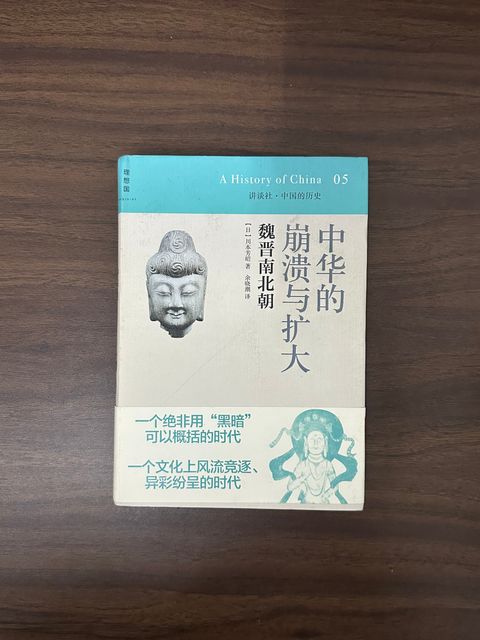 理想国
A History of China 05
讲谈社·中国的历史
中华的
崩溃与扩大
魏晋南北朝
【日】川本芳昭 著
余晓潮 译
一个绝非用“黑暗”
可以概括的时代
一个文化上风流竞逐、
异彩纷呈的时代